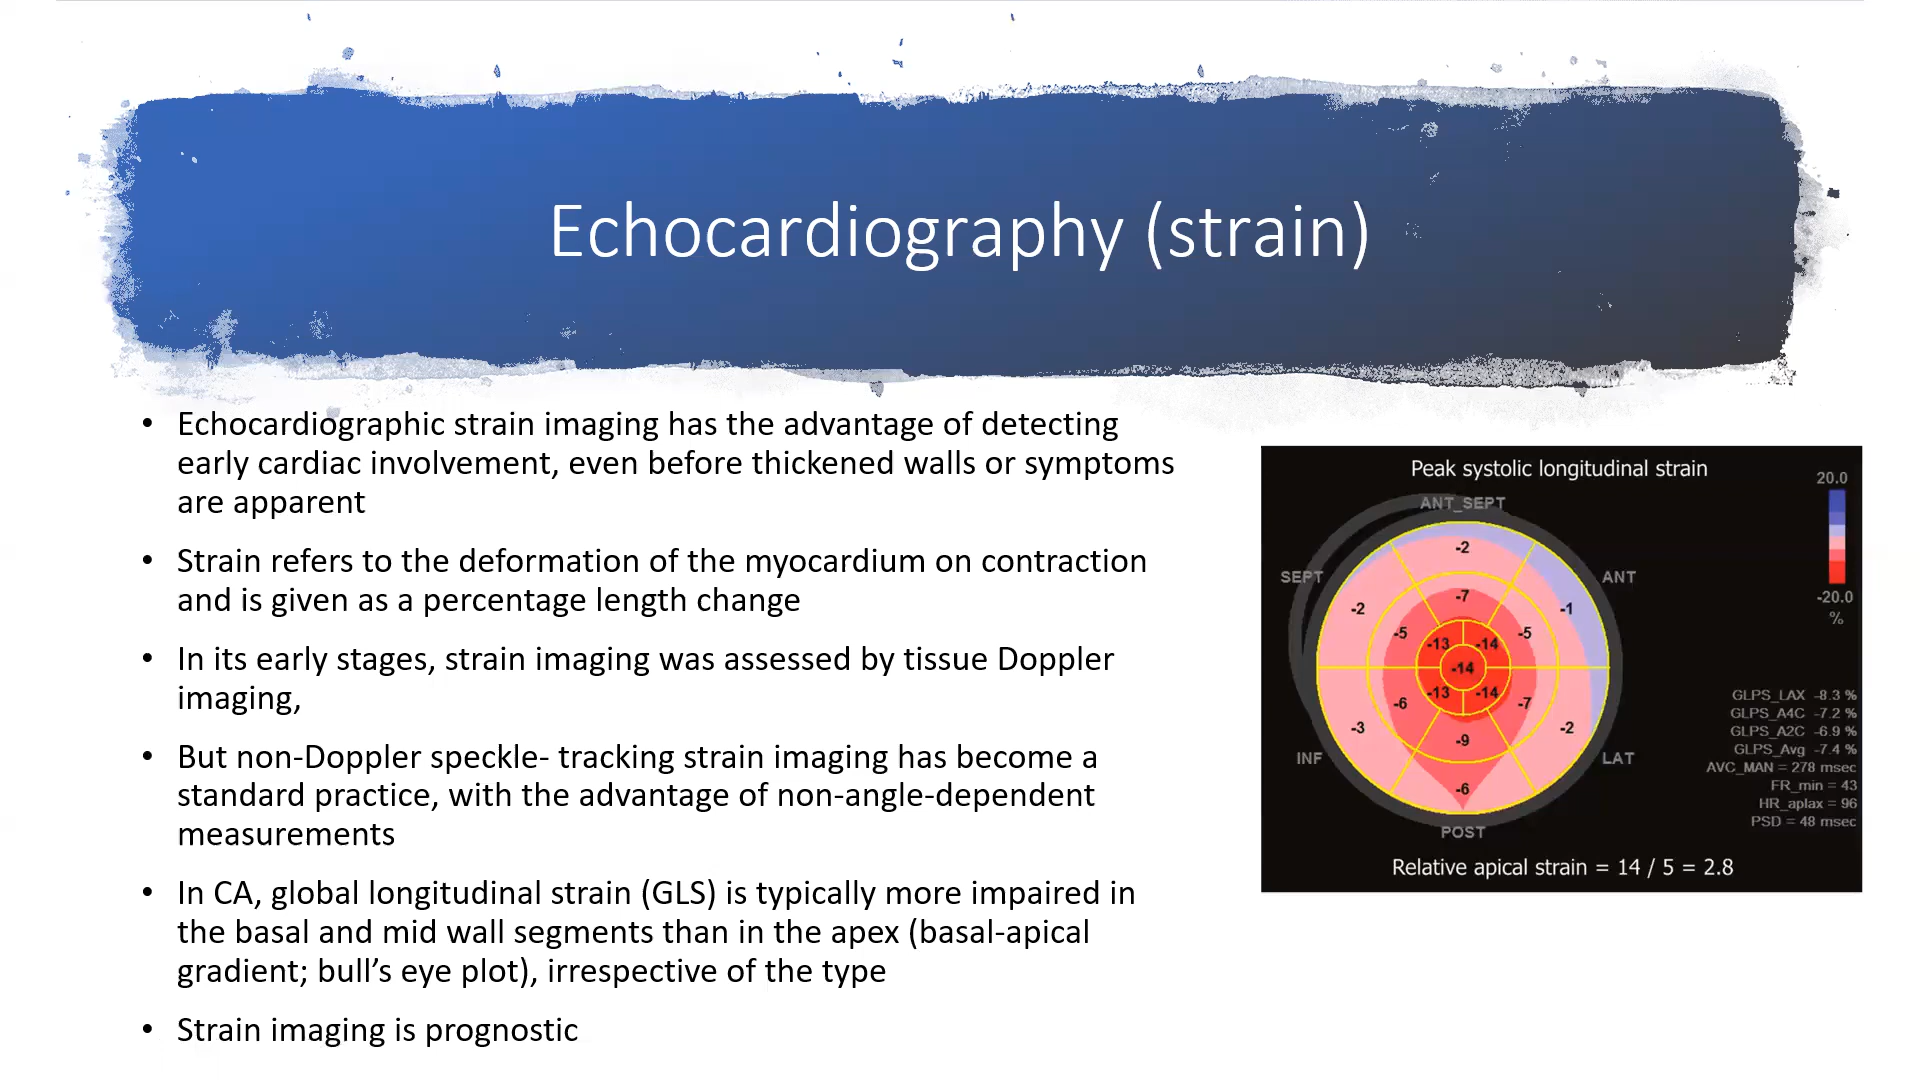 Echocardiography (strain)
• Echocardiographic strain imaging has the advantage of detecting
early cardiac involvement, even before thickened walls or symptoms
are apparent
• Strain refers to the deformation of the myocardium on contraction
and is given as a percentage length change
• In its early stages, strain imaging was assessed by tissue Doppler
imaging,
• But non-Doppler speckle- tracking strain imaging has become a
standard practice, with the advantage of non-angle-dependent
measurements
• In CA, global longitudinal strain (GLS) is typically more impaired in
the basal and mid wall segments than in the apex (basal-apical
gradient; bull’s eye plot), irrespective of the type
• Strain imaging is prognostic
Peak systolic longitudinal strain
20.0
-20.0
%
ANT_SEPT
SEPT
ANT
INF
LAT
POST
-2
-2
-1
-7
-5
-5
-13
-14
-14
-13
-14
-6
-7
-3
-2
-9
-6
GLPS_LAX -8.3 %
GLPS_A4C -7.2 %
GLPS_A2C -6.9 %
GLPS_Avg -7.4 %
AVC_MAN = 278 msec
FR_min = 43
HR_aplax = 96
PSD = 48 msec
Relative apical strain = 14 / 5 = 2.8